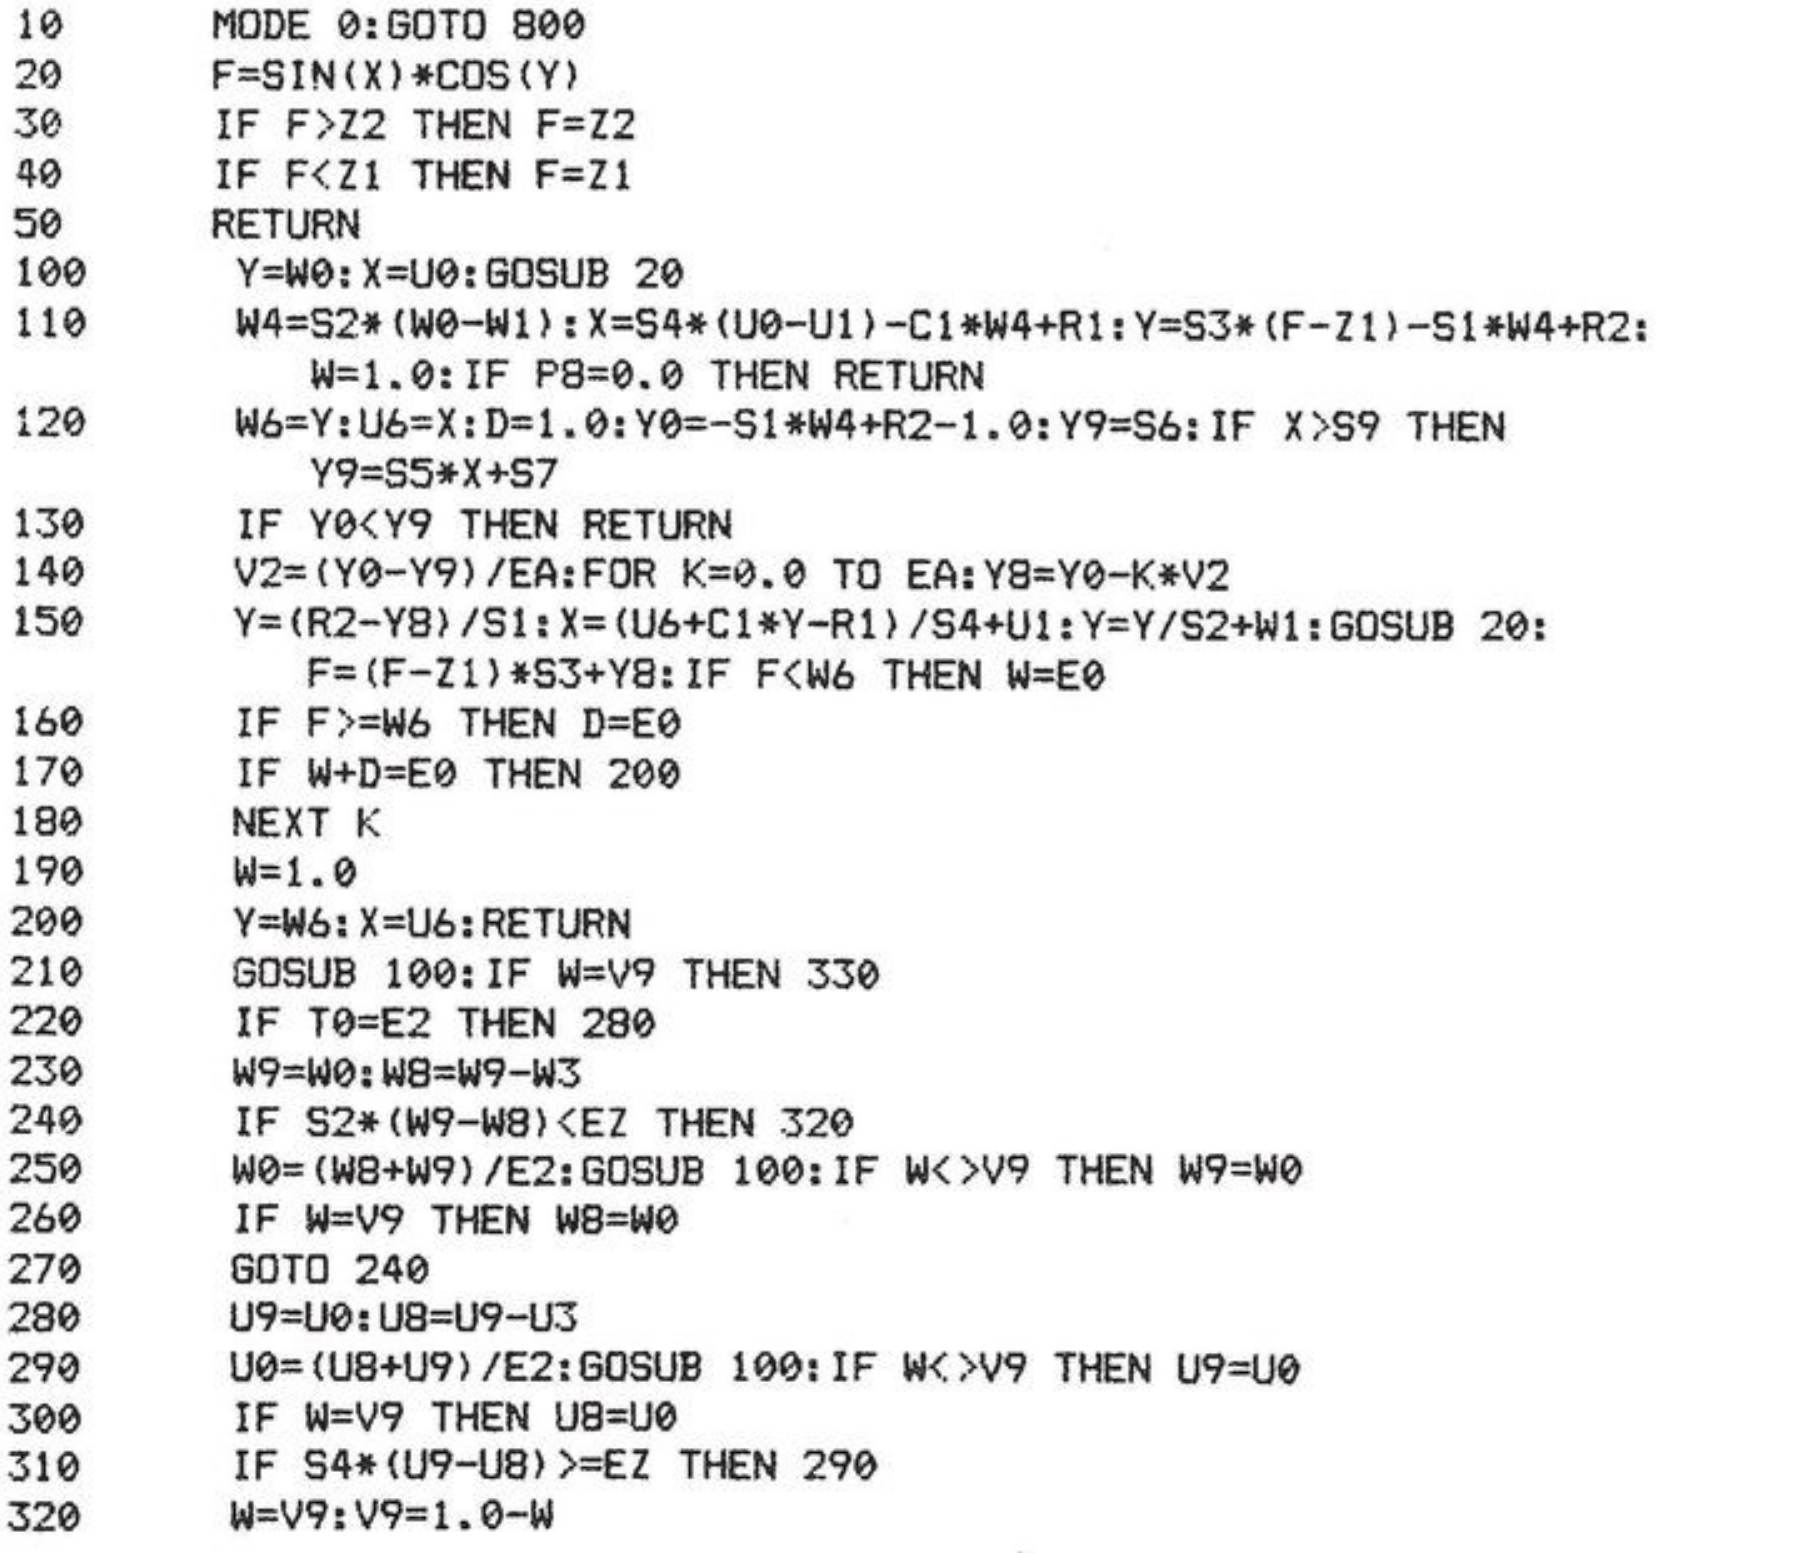 10 MODE 0:GOTO 800
20 F=SIN(X)*COS(Y)
30 IF F>Z2 THEN F=Z2
40 IF F<Z1 THEN F=Z1
50 RETURN
100 Y=W0:X=U0:GOSUB 20
110 W4=S2*(W0-W1):X=S4*(U0-U1)-C1*W4+R1:Y=S3*(F-Z1)-S1*W4+R2:
W=1.0:IF P8=0.0 THEN RETURN
120 W6=Y:U6=X:D=1.0:Y0=-S1*W4+R2-1.0:Y9=S6:IF X>S9 THEN
Y9=S5*X+S7
130 IF Y0<Y9 THEN RETURN
140 V2=(Y0-Y9)/EA:FOR K=0.0 TO EA:Y8=Y0-K*V2
150 Y=(R2-Y8)/S1:X=(U6+C1*Y-R1)/S4+U1:Y=Y/S2+W1:GOSUB 20:
F=(F-Z1)*S3+Y8:IF F<W6 THEN W=E0
160 IF F>=W6 THEN D=E0
170 IF W+D=E0 THEN 200
180 NEXT K
190 W=1.0
200 Y=W6:X=U6:RETURN
210 GOSUB 100:IF W=V9 THEN 330
220 IF T0=E2 THEN 280
230 W9=W0:W8=W9-W3
240 IF S2*(W9-W8)<EZ THEN 320
250 W0=(W8+W9)/E2:GOSUB 100:IF W<>V9 THEN W9=W0
260 IF W=V9 THEN W8=W0
270 GOTO 240
280 U9=U0:U8=U9-U3
290 U0=(U8+U9)/E2:GOSUB 100:IF W<>V9 THEN U9=U0
300 IF W=V9 THEN U8=U0
310 IF S4*(U9-U8)>=EZ THEN 290
320 W=V9:V9=1.0-W